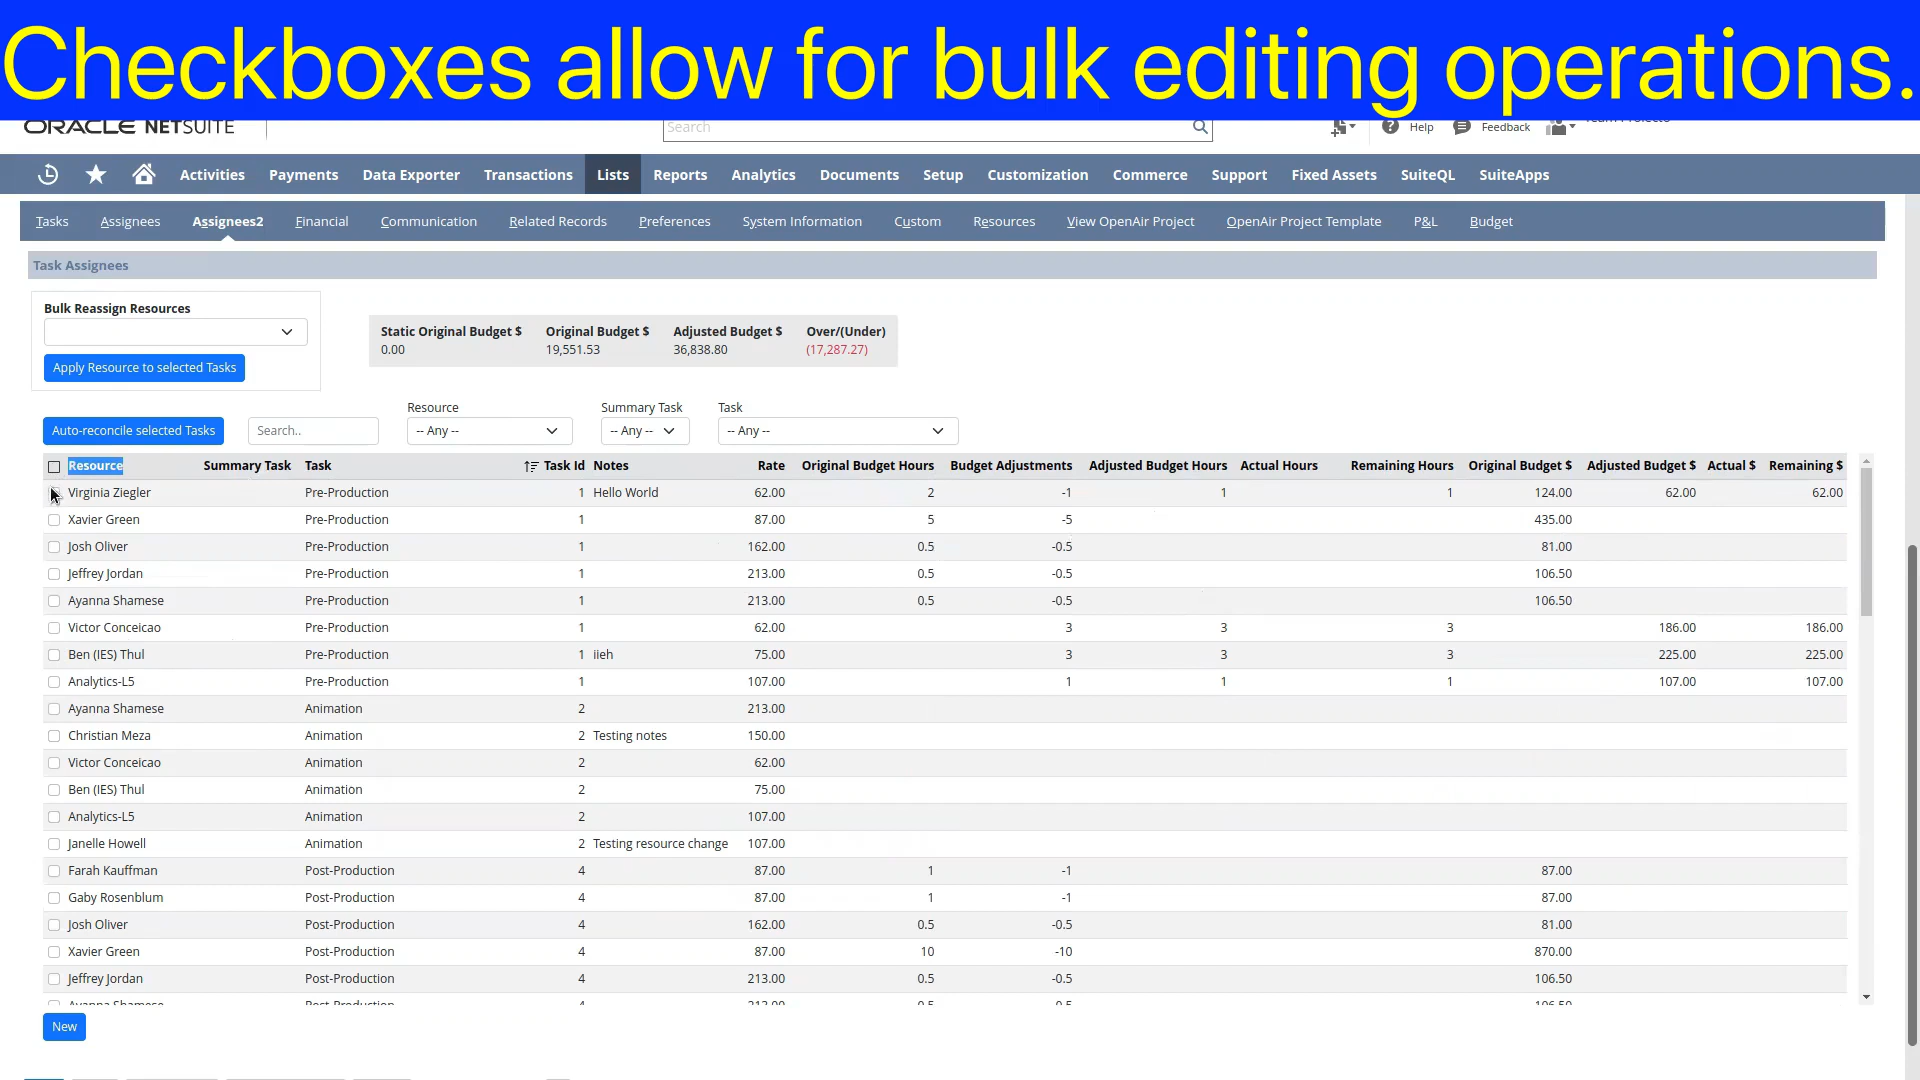 Checkboxes allow for bulk editing operations.
ORACLE NETSUITE
Search
Help
Feedback
Activities Payments Data Exporter Transactions Lists Reports Analytics Documents Setup Customization Commerce Support Fixed Assets SuiteQL SuiteApps
Tasks Assignees Assignees2 Financial Communication Related Records Preferences System Information Custom Resources View OpenAir Project OpenAir Project Template P&L Budget
Task Assignees
Bulk Reassign Resources
Apply Resource to selected Tasks
Static Original Budget $ Original Budget $ Adjusted Budget $ Over/(Under)
0.00 19,551.53 36,838.80 (17,287.27)
Resource Summary Task Task
Auto-reconcile selected Tasks Search.. -- Any -- -- Any -- -- Any --
Resource Summary Task Task Task Id Notes Rate Original Budget Hours Budget Adjustments Adjusted Budget Hours Actual Hours Remaining Hours Original Budget $ Adjusted Budget $ Actual $ Remaining $
Virginia Ziegler Pre-Production 1 Hello World 62.00 2 -1 1 1 124.00 62.00 62.00
Xavier Green Pre-Production 1 87.00 5 -5 435.00
Josh Oliver Pre-Production 1 162.00 0.5 -0.5 81.00
Jeffrey Jordan Pre-Production 1 213.00 0.5 -0.5 106.50
Ayanna Shamese Pre-Production 1 213.00 0.5 -0.5 106.50
Victor Conceicao Pre-Production 1 62.00 3 3 3 186.00 186.00
Ben (IES) Thul Pre-Production 1 iieh 75.00 3 3 3 225.00 225.00
Analytics-L5 Pre-Production 1 107.00 1 1 1 107.00 107.00
Ayanna Shamese Animation 2 213.00
Christian Meza Animation 2 Testing notes 150.00
Victor Conceicao Animation 2 62.00
Ben (IES) Thul Animation 2 75.00
Analytics-L5 Animation 2 107.00
Janelle Howell Animation 2 Testing resource change 107.00
Farah Kauffman Post-Production 4 87.00 1 -1 87.00
Gaby Rosenblum Post-Production 4 87.00 1 -1 87.00
Josh Oliver Post-Production 4 162.00 0.5 -0.5 81.00
Xavier Green Post-Production 4 87.00 10 -10 870.00
Jeffrey Jordan Post-Production 4 213.00 0.5 -0.5 106.50
New